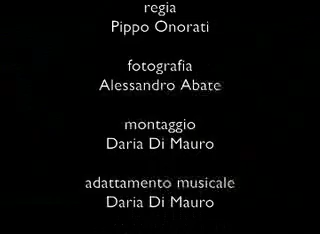 regia
Pippo Onorati
fotografia
Alessandro Abate
montaggio
Daria Di Mauro
adattamento musicale
Daria Di Mauro